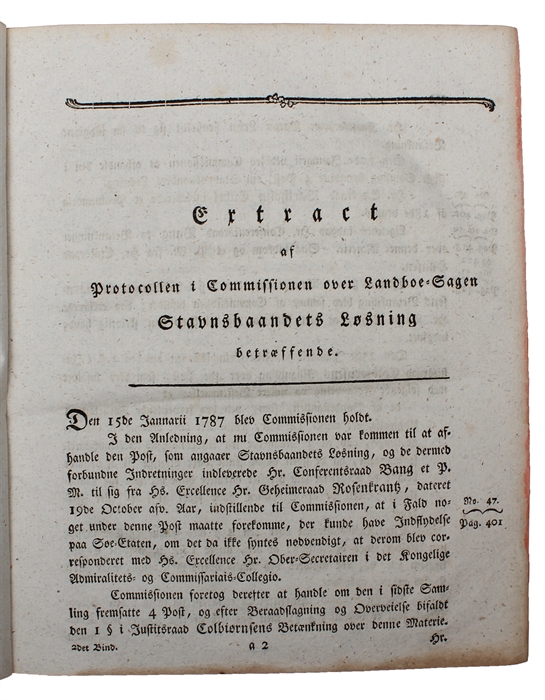 Extract
af
Protocollen i Commissionen over Landboe-Sagen
Stavnsbaandets Løsning
betræffende.
Den 15de Jannarii 1787 blev Commissionen holdt.
I den Anledning, at nu Commissionen var kommen til at af-
handle den Post, som angaaer Stavnsbaandets Løsning, og de dermed
forbundne Indretninger indleverede Hr. Conferentsraad Bang et P.
M. til sig fra Hs. Excellence Hr. Geheimeraad Rosenkrantz, dateret
19de October afv. Aar, indstillende til Commissionen, at i Fald no-
get under denne Post maatte forekomme, der kunde have Indflydelse
paa Søe-Etaten, om det da ikke syntes nødvendigt, at derom blev cor-
responderet med Hs. Excellence Hr. Ober-Secretairen i det Kongelige
Admiralitets- og Commissariais-Collegio.
No. 47.
Pag. 401
Commissionen foretog derefter at handle om den i sidste Sam-
ling fremsatte 4 Post, og efter Beraadslagning og Overveielse bifaldt
den 1 § i Justitsraad Colbiørnsens Betænkning over denne Materie.
Hr.
2det Bind.
a 2